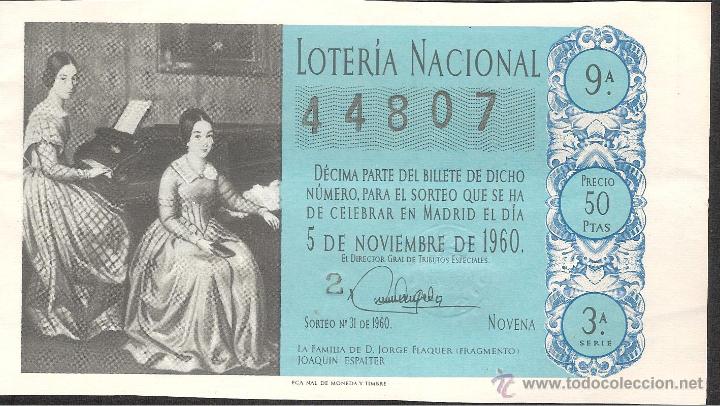 LOTERÍA NACIONAL
44807
DÉCIMA PARTE DEL BILLETE DE DICHO
NÚMERO, PARA EL SORTEO QUE SE HA
DE CELEBRAR EN MADRID EL DÍA
5 DE NOVIEMBRE DE 1960.
EL DIRECTOR GRAL DE TRIBUTOS ESPECIALES.
2
SORTEO Nº 31 DE 1960. NOVENA
LA FAMILIA DE D. JORGE FLAQUER (FRAGMENTO)
JOAQUIN ESPALTER
9ª
PRECIO
50
PTAS
3ª
SERIE
FCA NAL DE MONEDA Y TIMBRE
www.todocoleccion.net